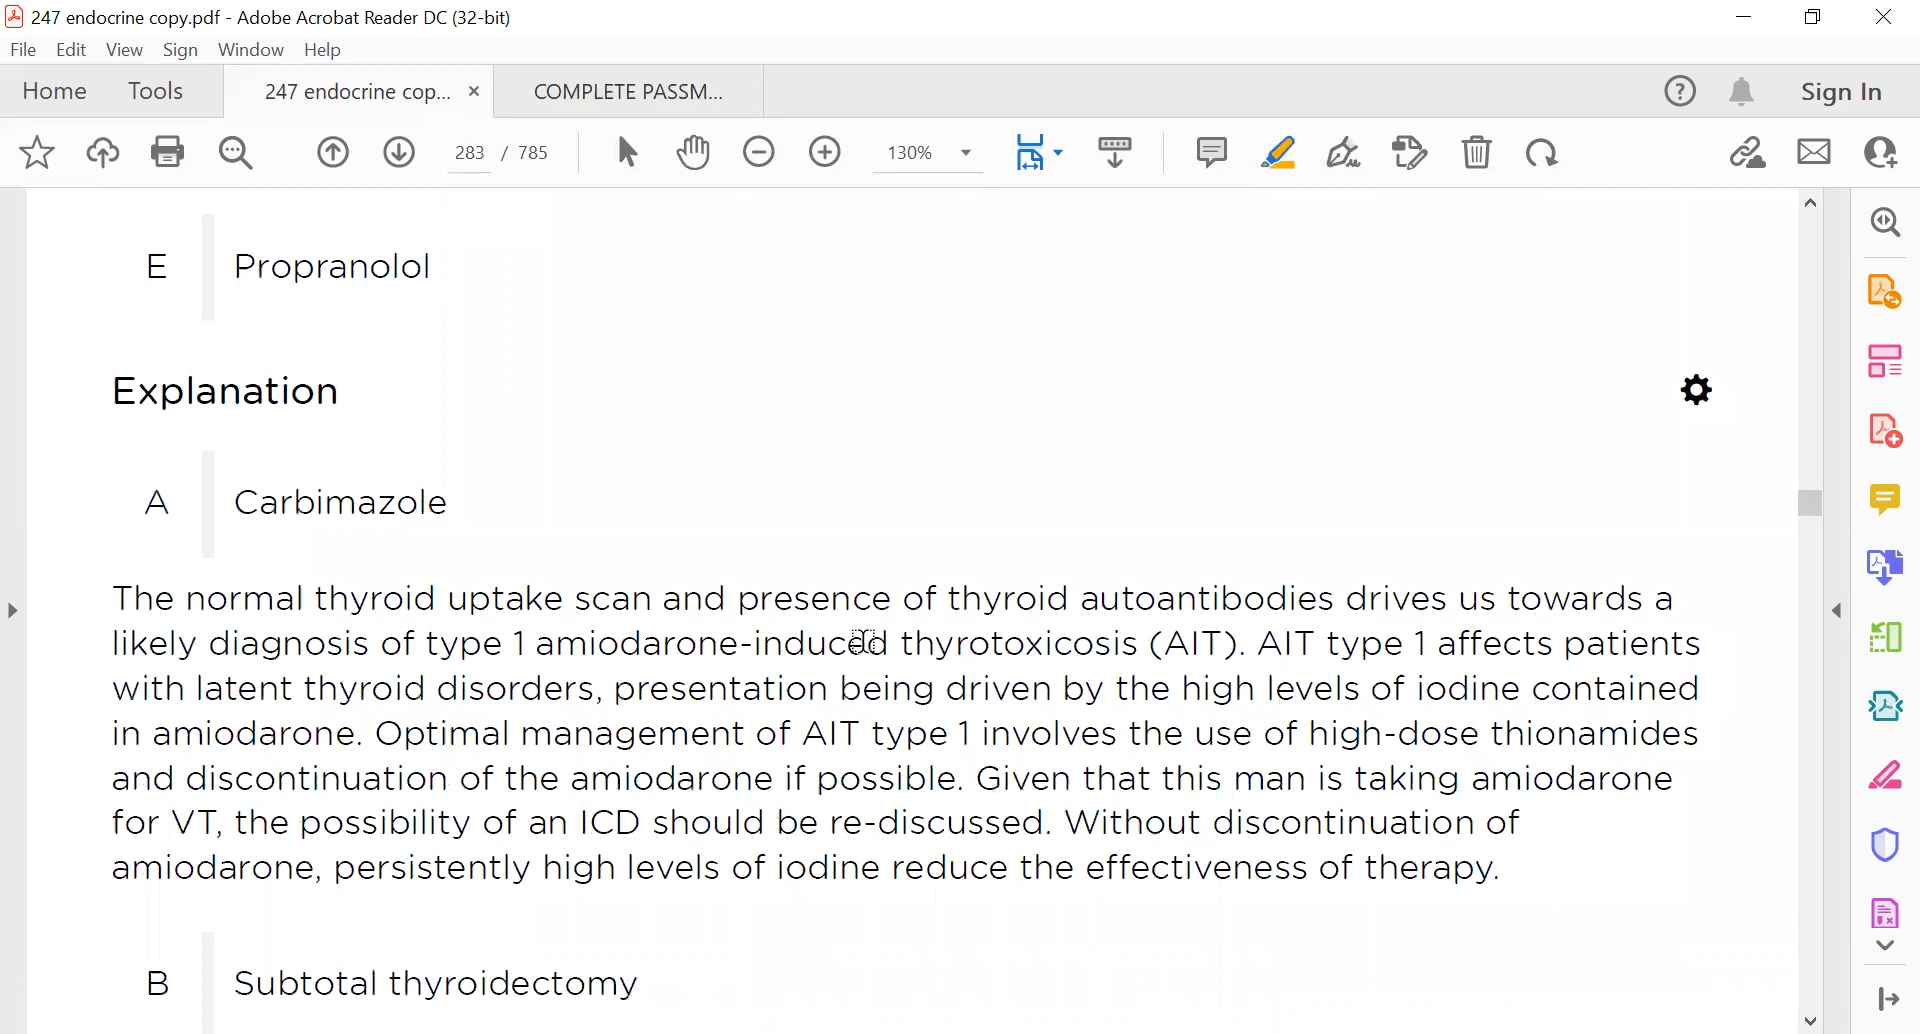 247 endocrine copy.pdf - Adobe Acrobat Reader DC (32-bit)
File Edit View Sign Window Help
Home Tools 247 endocrine cop... × COMPLETE PASSM... Sign In
283 / 785 130%
E Propranolol
Explanation
A Carbimazole
The normal thyroid uptake scan and presence of thyroid autoantibodies drives us towards a
likely diagnosis of type 1 amiodarone-induced thyrotoxicosis (AIT). AIT type 1 affects patients
with latent thyroid disorders, presentation being driven by the high levels of iodine contained
in amiodarone. Optimal management of AIT type 1 involves the use of high-dose thionamides
and discontinuation of the amiodarone if possible. Given that this man is taking amiodarone
for VT, the possibility of an ICD should be re-discussed. Without discontinuation of
amiodarone, persistently high levels of iodine reduce the effectiveness of therapy.
B Subtotal thyroidectomy